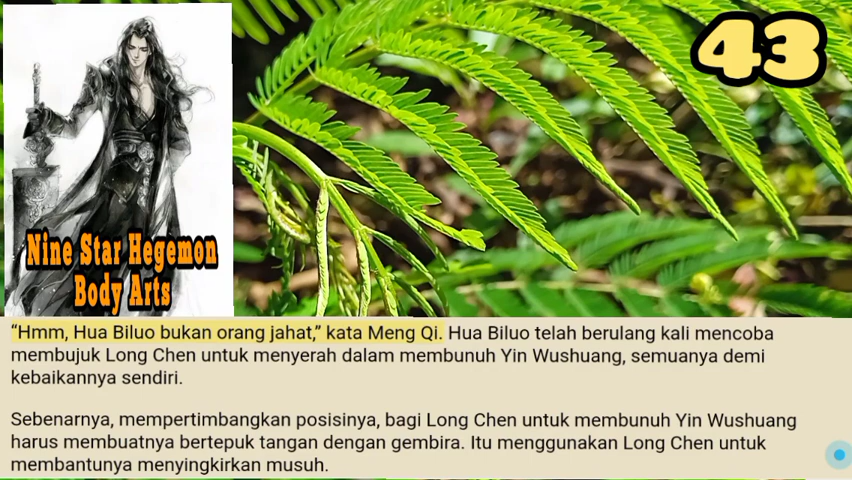 43
Nine Star Hegemon
Body Arts
“Hmm, Hua Biluo bukan orang jahat,” kata Meng Qi. Hua Biluo telah berulang kali mencoba
membujuk Long Chen untuk menyerah dalam membunuh Yin Wushuang, semuanya demi
kebaikannya sendiri.
Sebenarnya, mempertimbangkan posisinya, bagi Long Chen untuk membunuh Yin Wushuang
harus membuatnya bertepuk tangan dengan gembira. Itu menggunakan Long Chen untuk
membantunya menyingkirkan musuh.